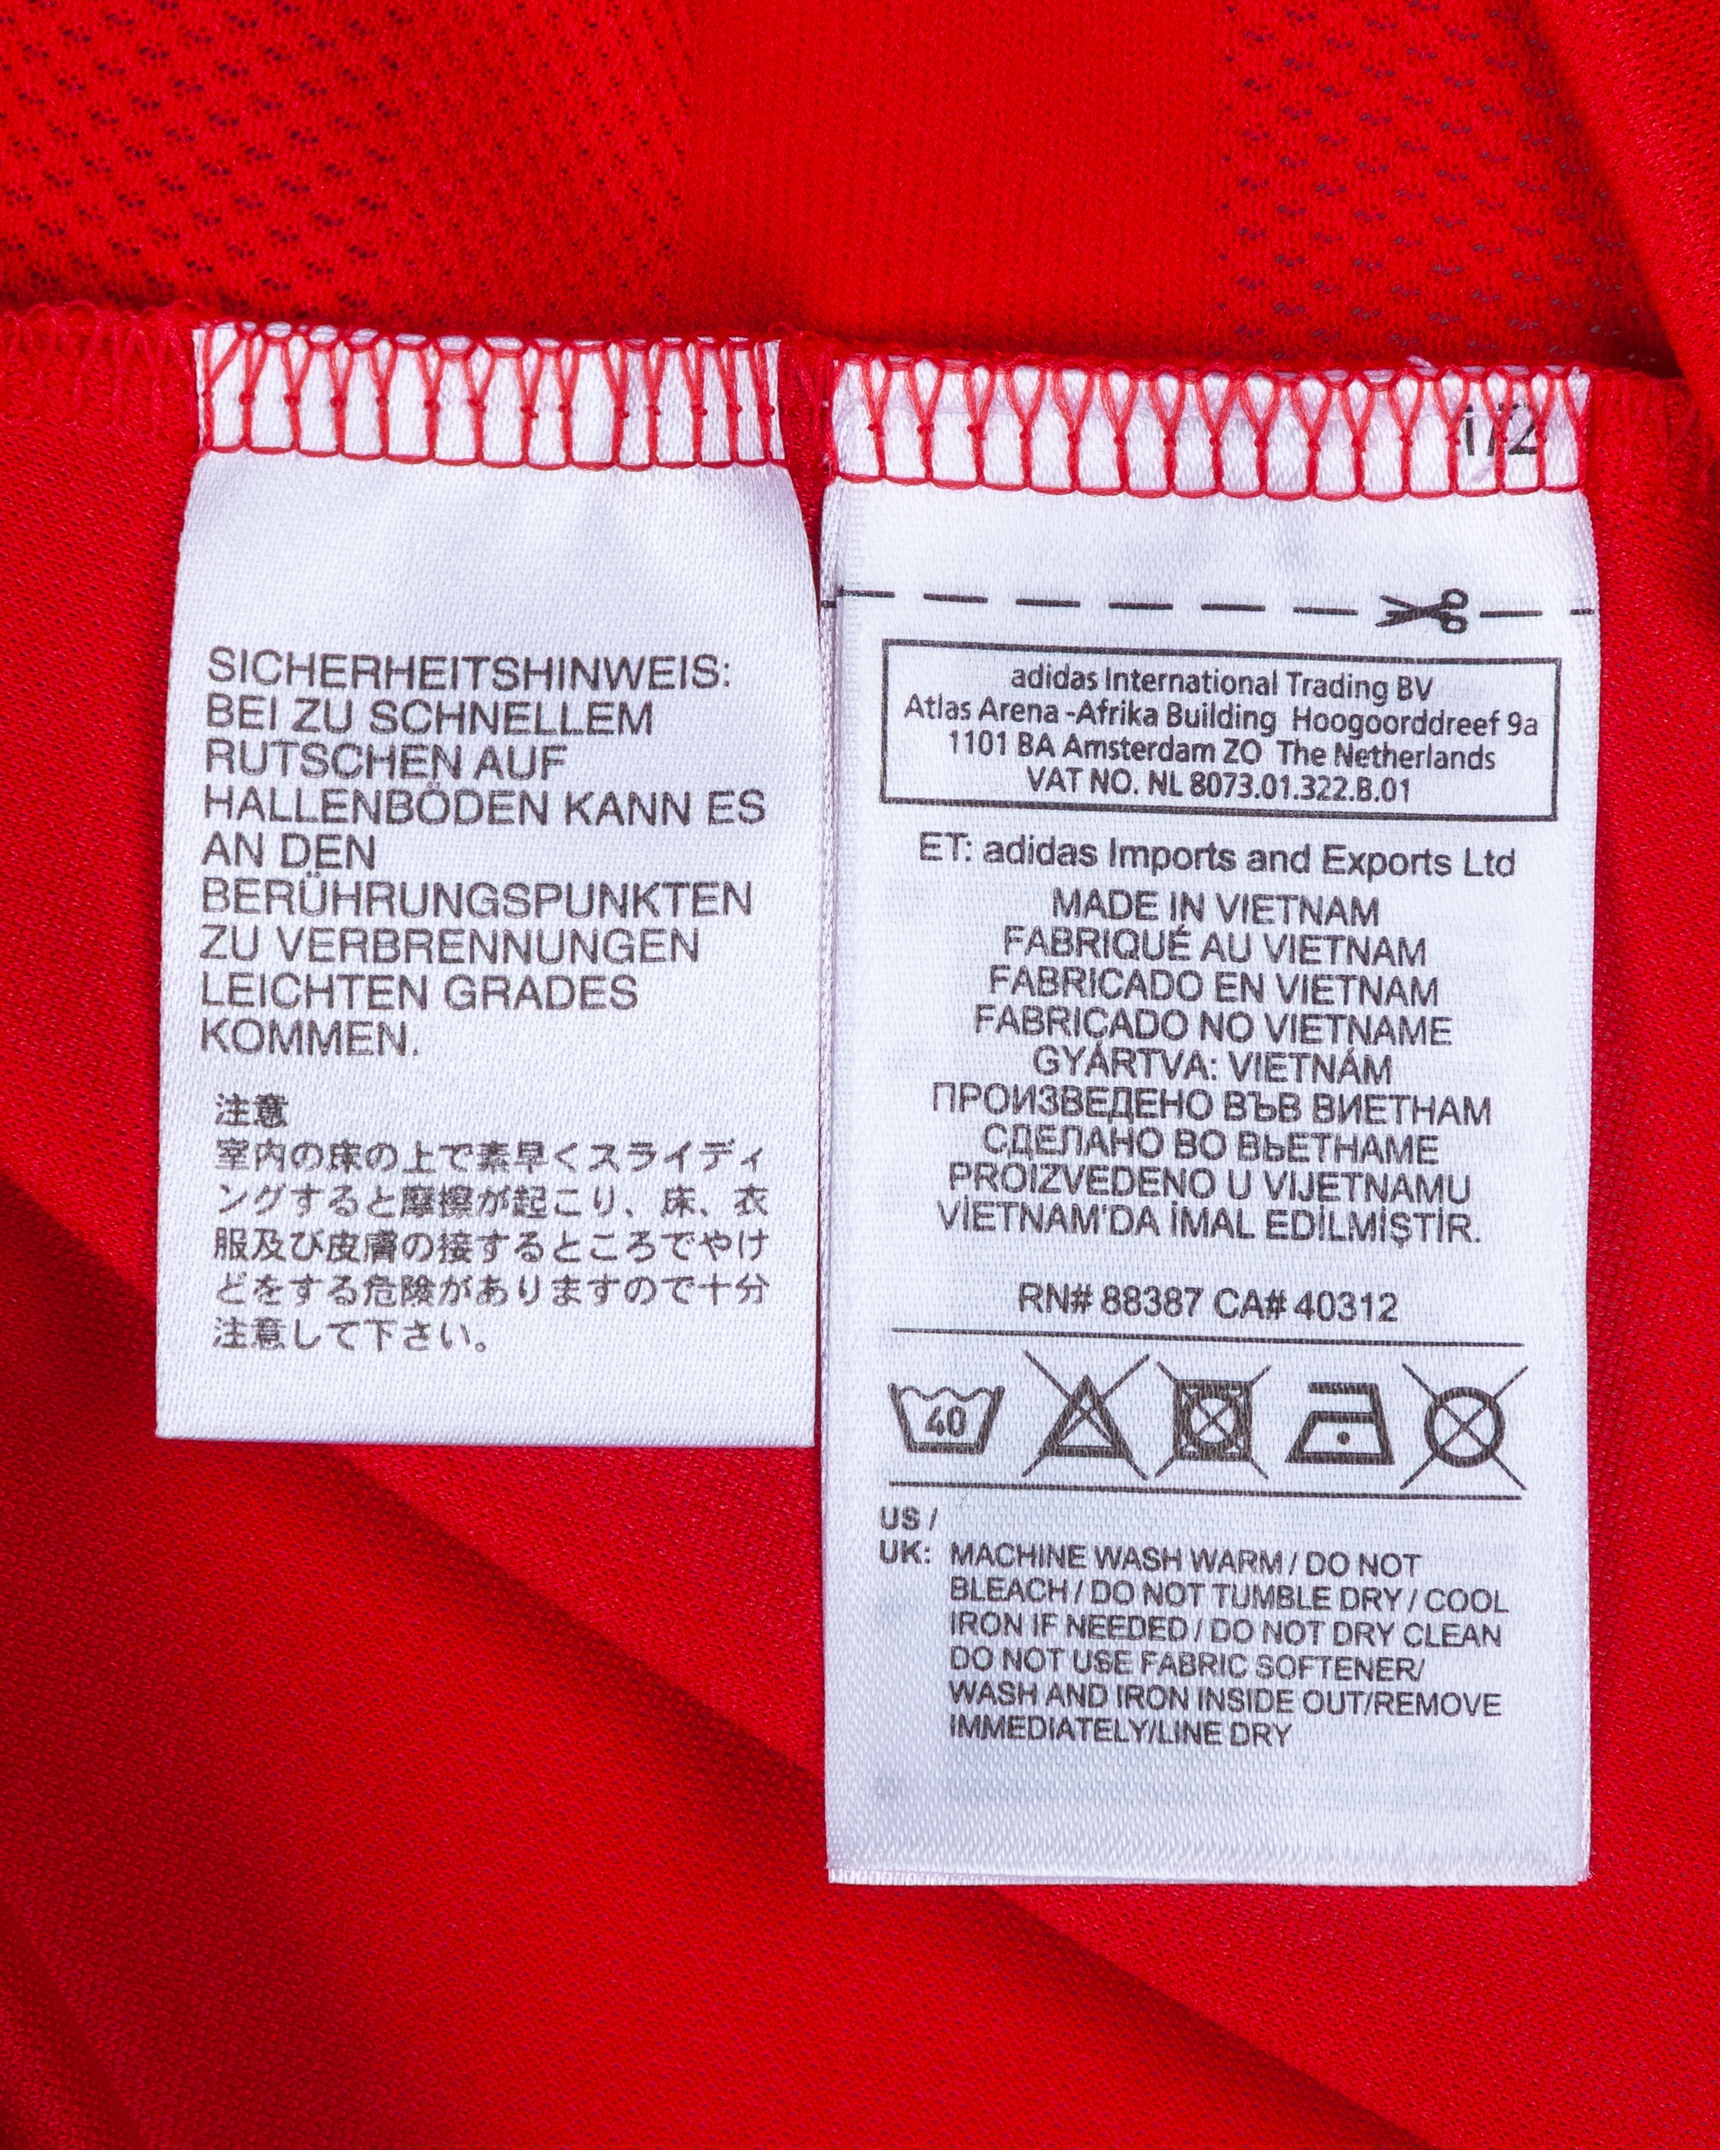 SICHERHEITSHINWEIS:
BEI ZU SCHNELLEM
RUTSCHEN AUF
HALLENBÖDEN KANN ES
AN DEN
BERÜHRUNGSPUNKTEN
ZU VERBRENNUNGEN
LEICHTEN GRADES
KOMMEN.
注意
室内の床の上で素早くスライディ
ングすると摩擦が起こり、床、衣
服及び皮膚の接するところでやけ
どをする危険がありますので十分
注意して下さい。
adidas International Trading BV
Atlas Arena -Afrika Building Hoogoorddreef 9a
1101 BA Amsterdam ZO The Netherlands
VAT NO. NL 8073.01.322.B.01
ET: adidas Imports and Exports Ltd
MADE IN VIETNAM
FABRIQUÉ AU VIETNAM
FABRICADO EN VIETNAM
FABRICADO NO VIETNAME
GYÁRTVA: VIETNÁM
ПРОИЗВЕДЕНО ВЪВ ВИЕТНАМ
СДЕЛАНО ВО ВЬЕТНАМЕ
PROIZVEDENO U VIJETNAMU
VİETNAM'DA İMAL EDİLMİŞTİR.
RN# 88387 CA# 40312
40
US /
UK: MACHINE WASH WARM / DO NOT
BLEACH / DO NOT TUMBLE DRY / COOL
IRON IF NEEDED / DO NOT DRY CLEAN
DO NOT USE FABRIC SOFTENER/
WASH AND IRON INSIDE OUT/REMOVE
IMMEDIATELY/LINE DRY